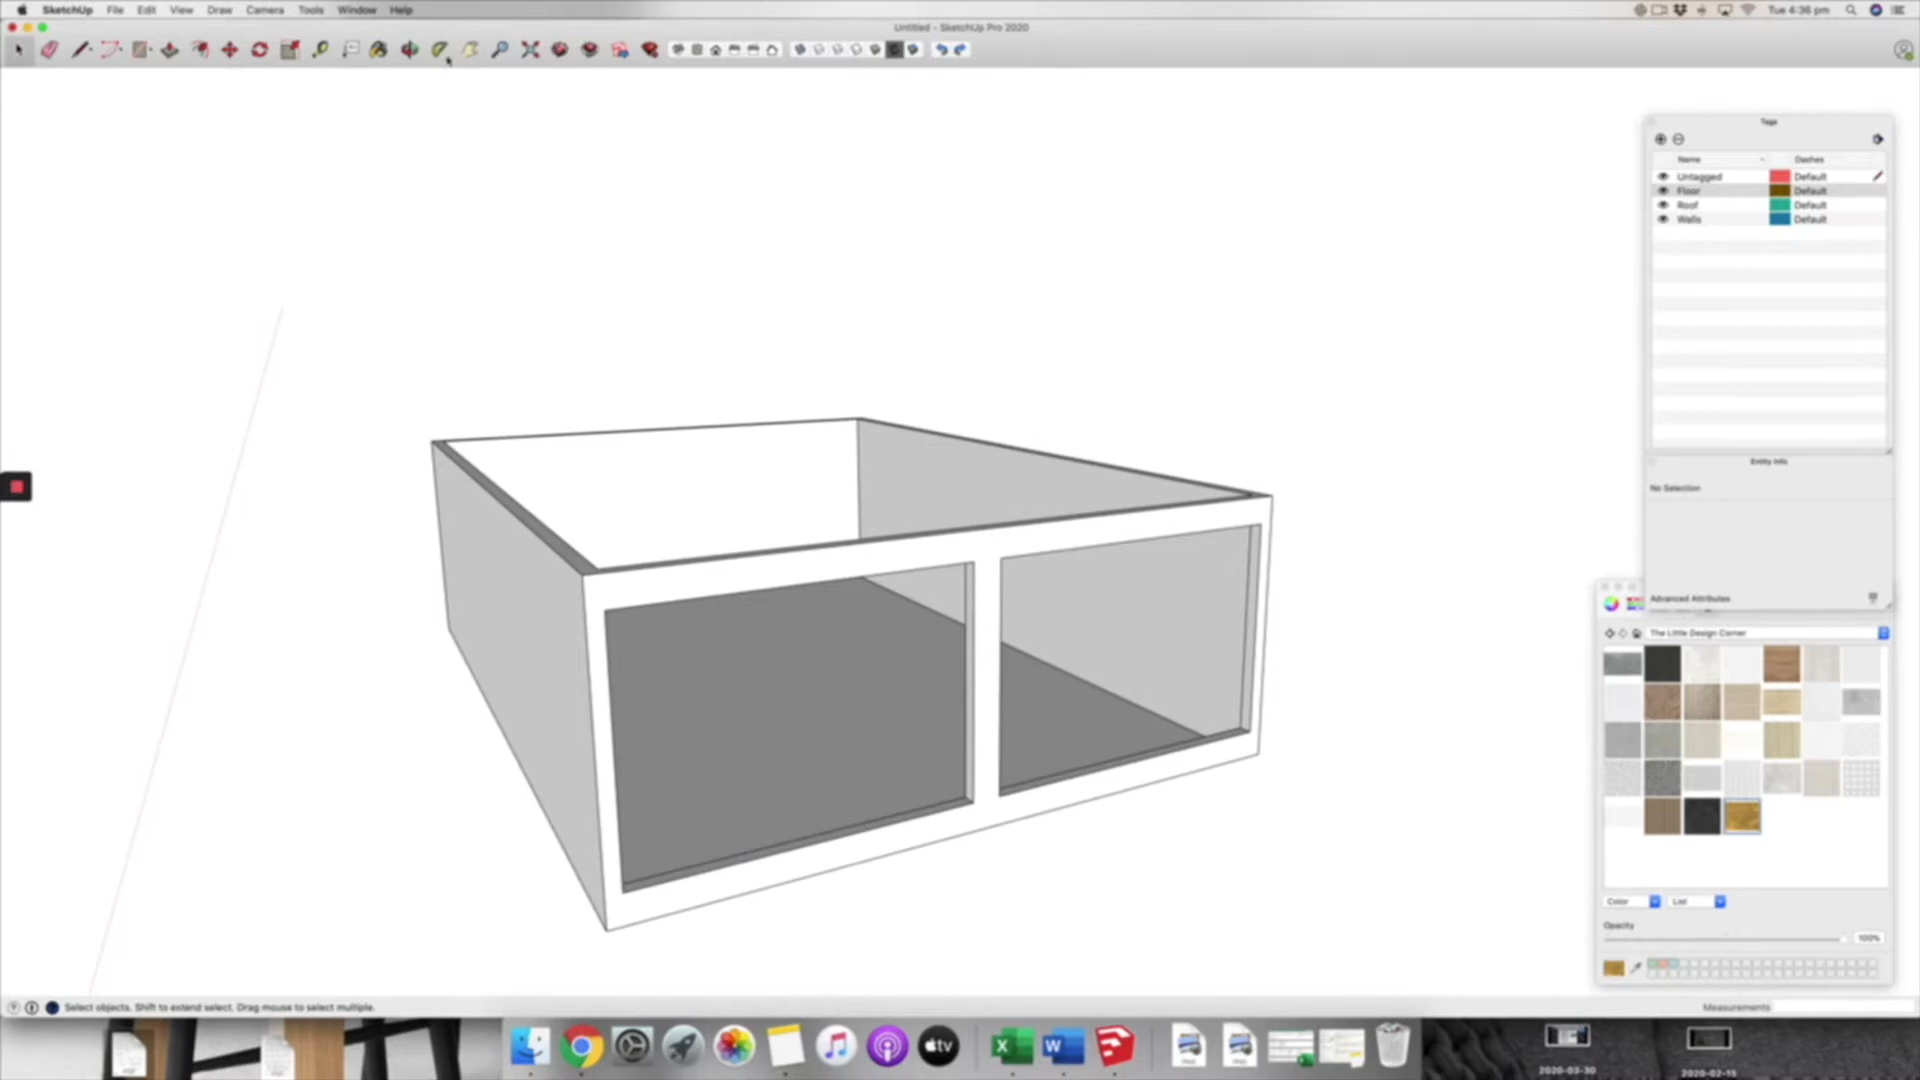 SketchUp File Edit View Draw Camera Tools Window Help
Tue 4:36 pm
Untitled - SketchUp Pro 2020
Tags
Name Dashes
Untagged Default
Floor Default
Roof Default
Walls Default
Entity Info
No Selection
Advanced Attributes
The Little Design Corner
Color List
Opacity
100%
Select objects. Shift to extend select. Drag mouse to select multiple.
Measurements
tv
X
W
PNG
PNG
2020-03-30
2020-02-15